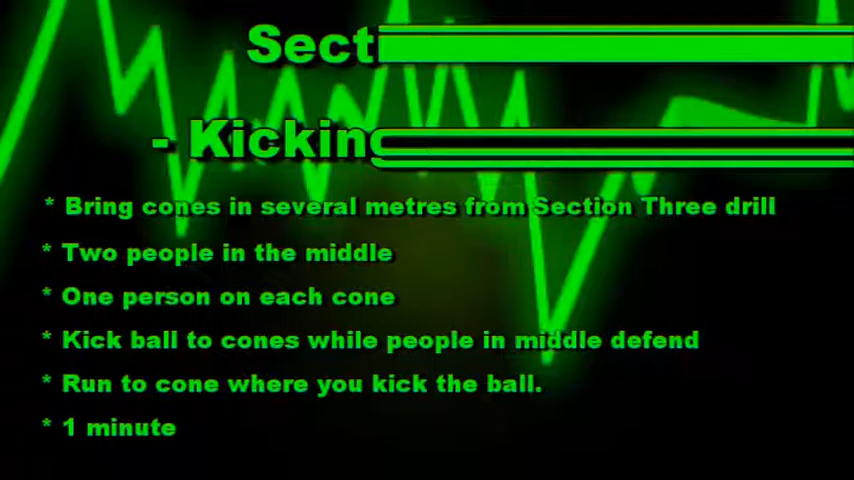 - Kicking
* Bring cones in several metres from Section Three drill
* Two people in the middle
* One person on each cone
* Kick ball to cones while people in middle defend
* Run to cone where you kick the ball.
* 1 minute